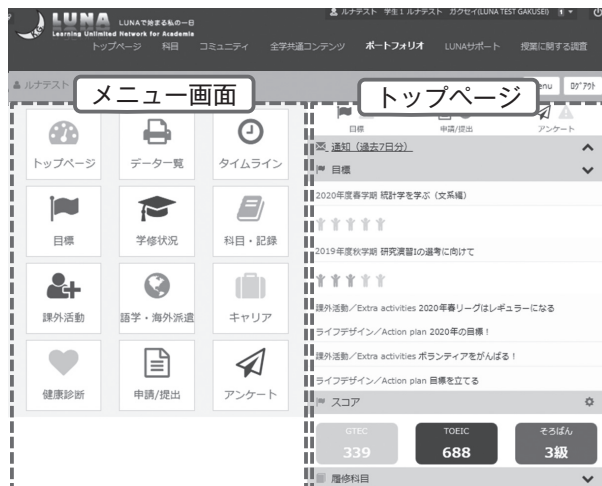 LUNA LUNAで始まる私の一日
Learning Unlimited Network for Academia
ルナテスト 学生1 ルナテスト ガクセイ(LUNA TEST GAKUSEI) 1
トップページ 科目 コミュニティ 全学共通コンテンツ ポートフォリオ LUNAサポート 授業に関する調査
ルナテスト
enu ログアウト
メニュー画面
トップページ
トップページ
データ一覧
タイムライン
目標
学修状況
科目・記録
課外活動
語学・海外派遣
キャリア
健康診断
申請/提出
アンケート
目標 申請/提出 アンケート
通知（過去7日分）
目標
2020年度春学期 統計学を学ぶ（文系編）
2019年度秋学期 研究演習Iの選考に向けて
課外活動／Extra activities 2020年春リーグはレギュラーになる
ライフデザイン／Action plan 2020年の目標！
課外活動／Extra activities ボランティアをがんばる！
ライフデザイン／Action plan 目標を立てる
スコア
GTEC
339
TOEIC
688
そろばん
3級
履修科目